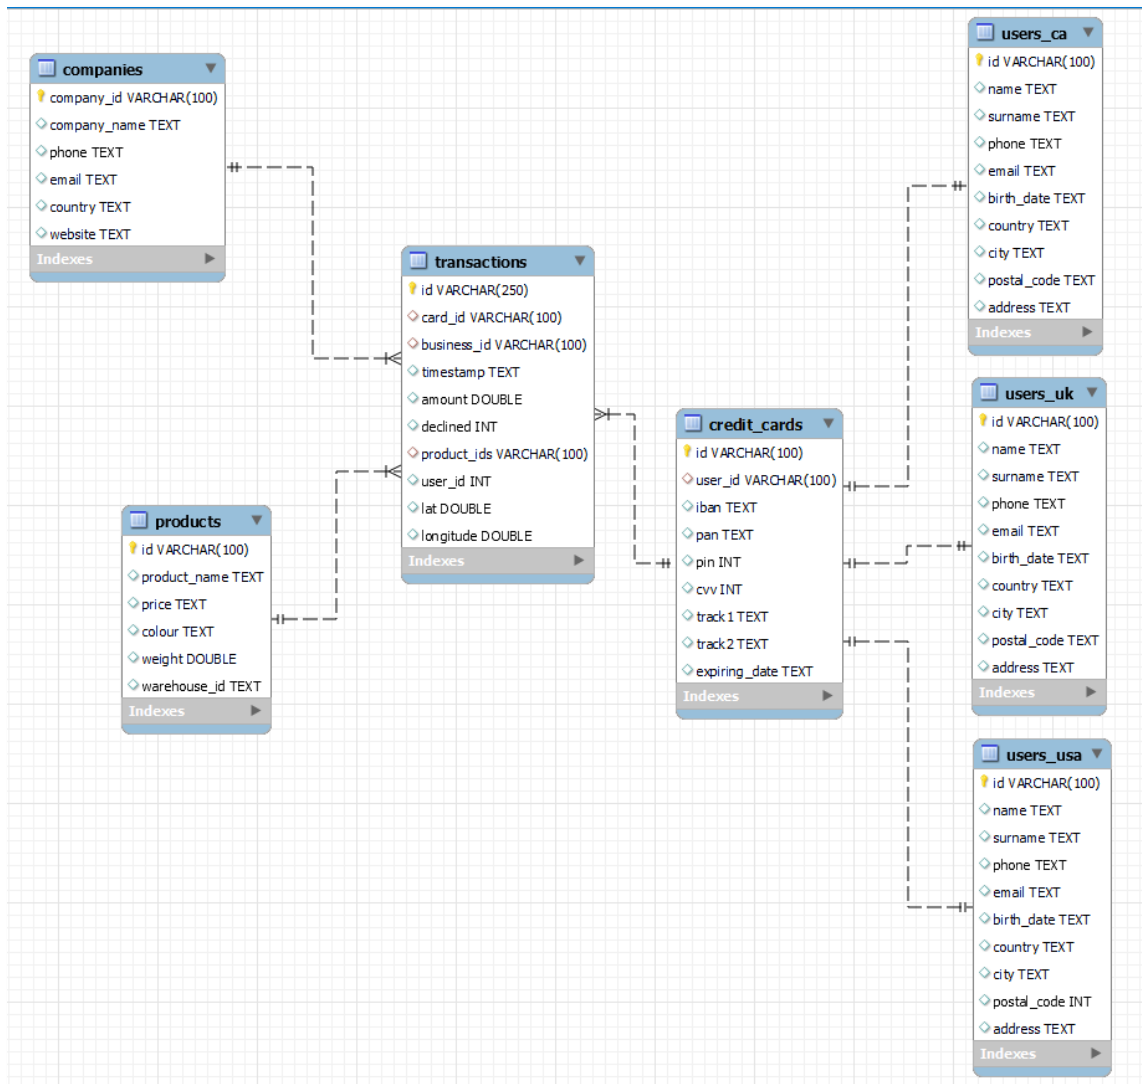 companies
company_id VARCHAR(100)
company_name TEXT
phone TEXT
email TEXT
country TEXT
website TEXT
Indexes
transactions
id VARCHAR(250)
card_id VARCHAR(100)
business_id VARCHAR(100)
timestamp TEXT
amount DOUBLE
declined INT
product_ids VARCHAR(100)
user_id INT
lat DOUBLE
longitude DOUBLE
Indexes
products
id VARCHAR(100)
product_name TEXT
price TEXT
colour TEXT
weight DOUBLE
warehouse_id TEXT
Indexes
credit_cards
id VARCHAR(100)
user_id VARCHAR(100)
iban TEXT
pan TEXT
pin INT
cvv INT
track1 TEXT
track2 TEXT
expiring_date TEXT
Indexes
users_ca
id VARCHAR(100)
name TEXT
surname TEXT
phone TEXT
email TEXT
birth_date TEXT
country TEXT
city TEXT
postal_code TEXT
address TEXT
Indexes
users_uk
id VARCHAR(100)
name TEXT
surname TEXT
phone TEXT
email TEXT
birth_date TEXT
country TEXT
city TEXT
postal_code TEXT
address TEXT
Indexes
users_usa
id VARCHAR(100)
name TEXT
surname TEXT
phone TEXT
email TEXT
birth_date TEXT
country TEXT
city TEXT
postal_code INT
address TEXT
Indexes